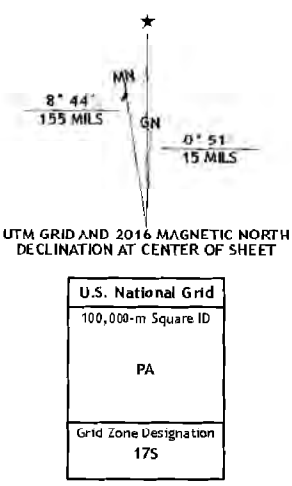 ★
MN
8° 44´
155 MILS
GN
0° 51´
15 MILS
UTM GRID AND 2016 MAGNETIC NORTH
DECLINATION AT CENTER OF SHEET
U.S. National Grid
100,000-m Square ID
PA
Grid Zone Designation
17S